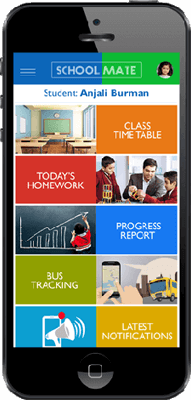 SCHOOL MATE
Student: Anjali Burman
CLASS
TIME TABLE
TODAY'S
HOMEWORK
PROGRESS
REPORT
BUS
TRACKING
LATEST
NOTIFICATIONS